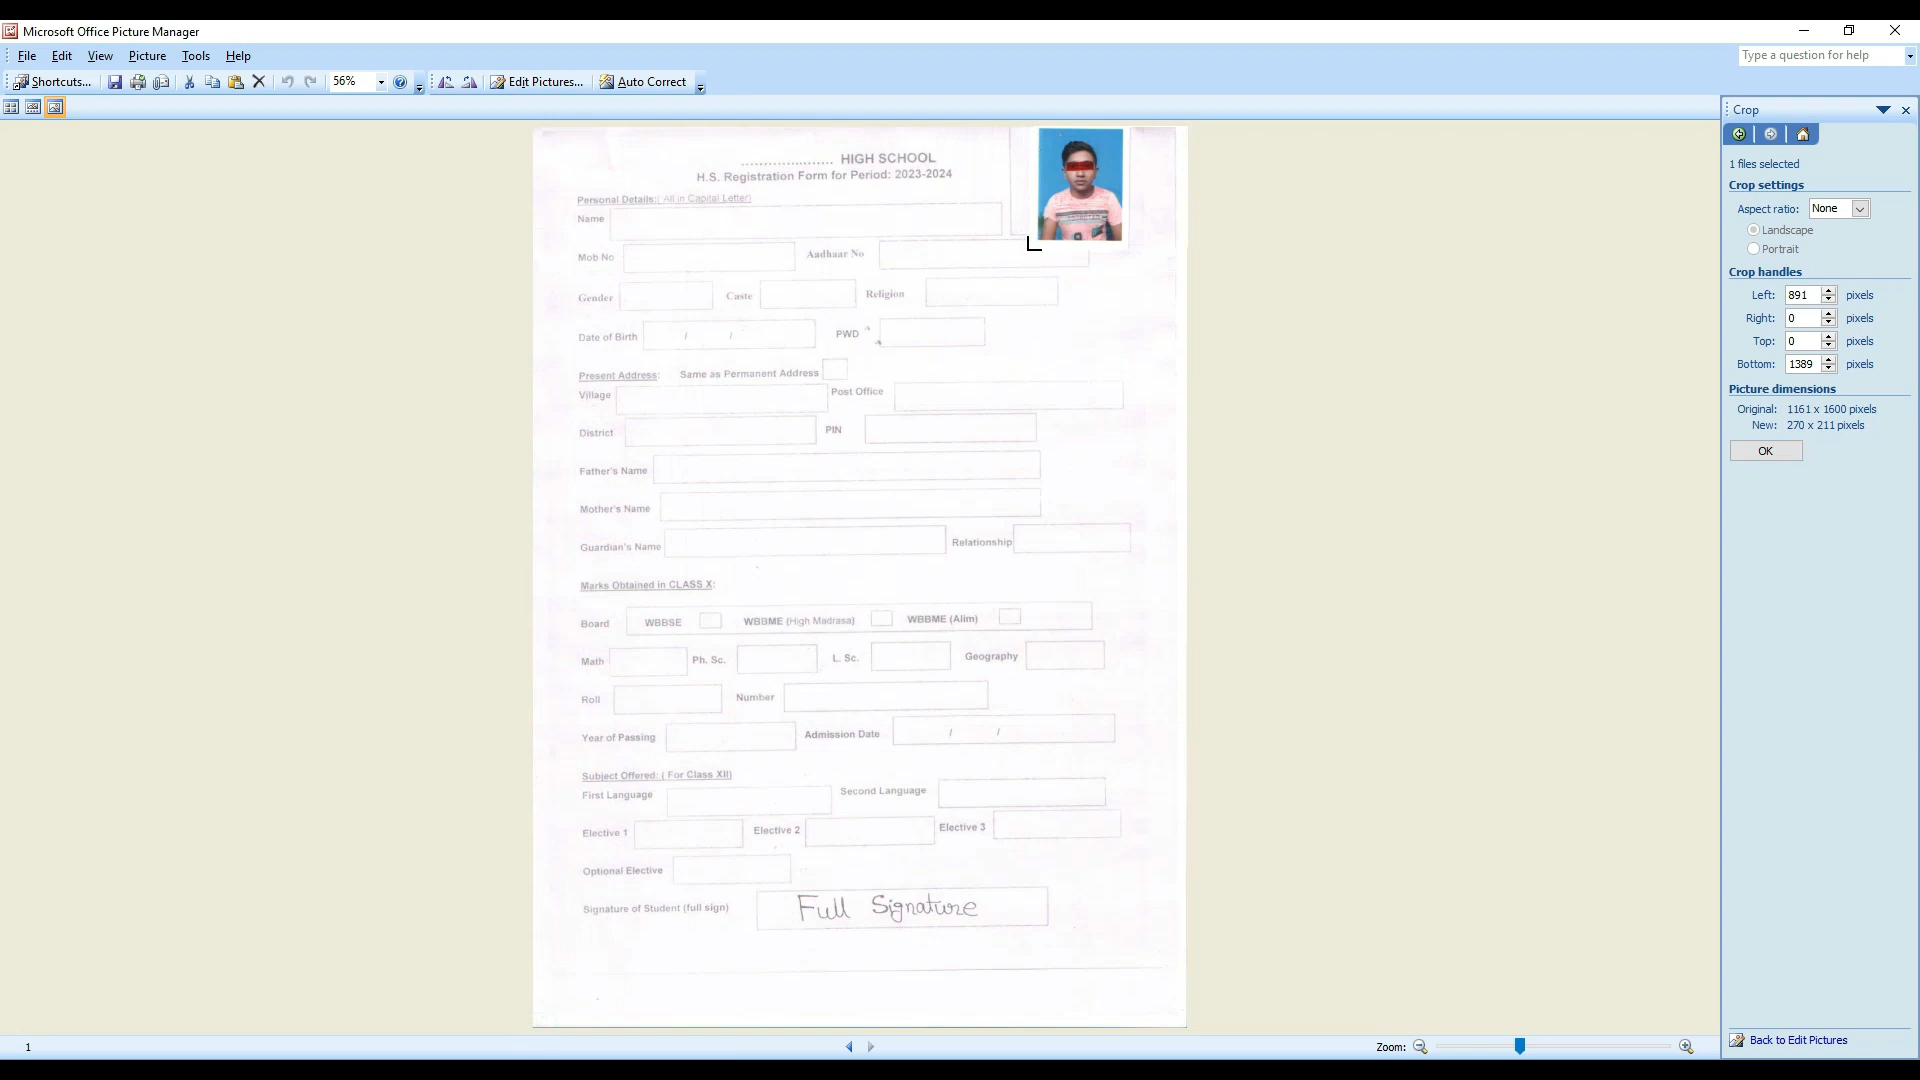 Microsoft Office Picture Manager
File Edit View Picture Tools Help
Type a question for help
Shortcuts... 56% Edit Pictures... Auto Correct
Crop
1 files selected
Crop settings
Aspect ratio: None
Landscape
Portrait
Crop handles
Left: 891 pixels
Right: 0 pixels
Top: 0 pixels
Bottom: 1389 pixels
Picture dimensions
Original: 1161 x 1600 pixels
New: 270 x 211 pixels
OK
Back to Edit Pictures
..................... HIGH SCHOOL
H.S. Registration Form for Period: 2023-2024
Personal Details:( All in Capital Letter)
Name
Mob No Aadhaar No
Gender Caste Religion
Date of Birth / / PWD
Present Address: Same as Permanent Address
Village Post Office
District PIN
Father's Name
Mother's Name
Guardian's Name Relationship
Marks Obtained in CLASS X:
Board WBBSE WBBME (High Madrasa) WBBME (Alim)
Math Ph. Sc. L. Sc. Geography
Roll Number
Year of Passing Admission Date / /
Subject Offered: ( For Class XII)
First Language Second Language
Elective 1 Elective 2 Elective 3
Optional Elective
Signature of Student (full sign) Full Signature
1
Zoom: